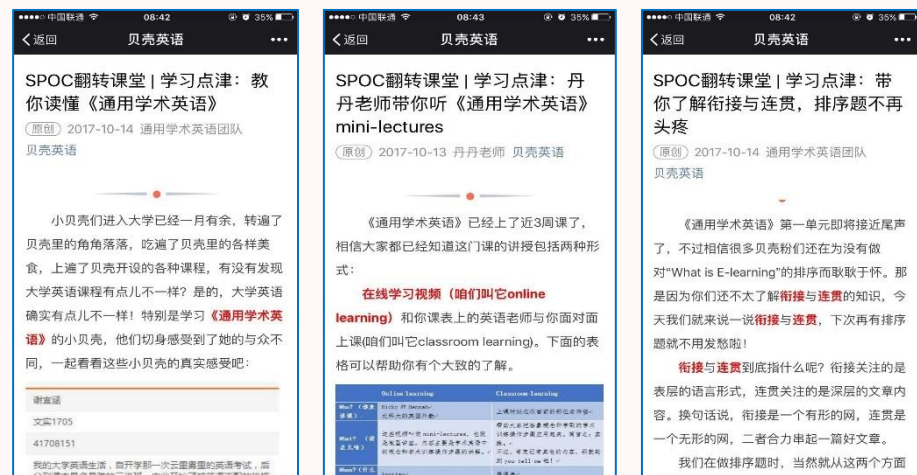 中国联通 08:42 35%
返回 贝壳英语
SPOC翻转课堂 | 学习点津：教
你读懂《通用学术英语》
原创 2017-10-14 通用学术英语团队
贝壳英语
小贝壳们进入大学已经一月有余，转遍了
贝壳里的角角落落，吃遍了贝壳里的各样美
食，上遍了贝壳开设的各种课程，有没有发现
大学英语课程有点儿不一样？是的，大学英语
确实有点儿不一样！特别是学习《通用学术英
语》的小贝壳，他们切身感受到了她的与众不
同，一起看看这些小贝壳的真实感受吧：
谢宜涵
文实1705
41708151
中国联通 08:43 35%
返回 贝壳英语
SPOC翻转课堂 | 学习点津：丹
丹老师带你听《通用学术英语》
mini-lectures
原创 2017-10-13 丹丹老师 贝壳英语
《通用学术英语》已经上了近3周课了，
相信大家都已经知道这门课的讲授包括两种形
式：
在线学习视频（咱们叫它online
learning）和你课表上的英语老师与你面对面
上课(咱们叫它classroom learning)。下面的表
格可以帮助你有个大致的了解。
Online learning Classroom learning
中国联通 08:42 35%
返回 贝壳英语
SPOC翻转课堂 | 学习点津：带
你了解衔接与连贯，排序题不再
头疼
原创 2017-10-14 通用学术英语团队
贝壳英语
《通用学术英语》第一单元即将接近尾声
了，不过相信很多贝壳粉们还在为没有做
对“What is E-learning”的排序而耿耿于怀。那
是因为你们还不太了解衔接与连贯的知识，今
天我们就来说一说衔接与连贯，下次再有排序
题就不用发愁啦！
衔接与连贯到底指什么呢？衔接关注的是
表层的语言形式，连贯关注的是深层的文章内
容。换句话说，衔接是一个有形的网，连贯是
一个无形的网，二者合力串起一篇好文章。
我们在做排序题时，当然就从这两个方面